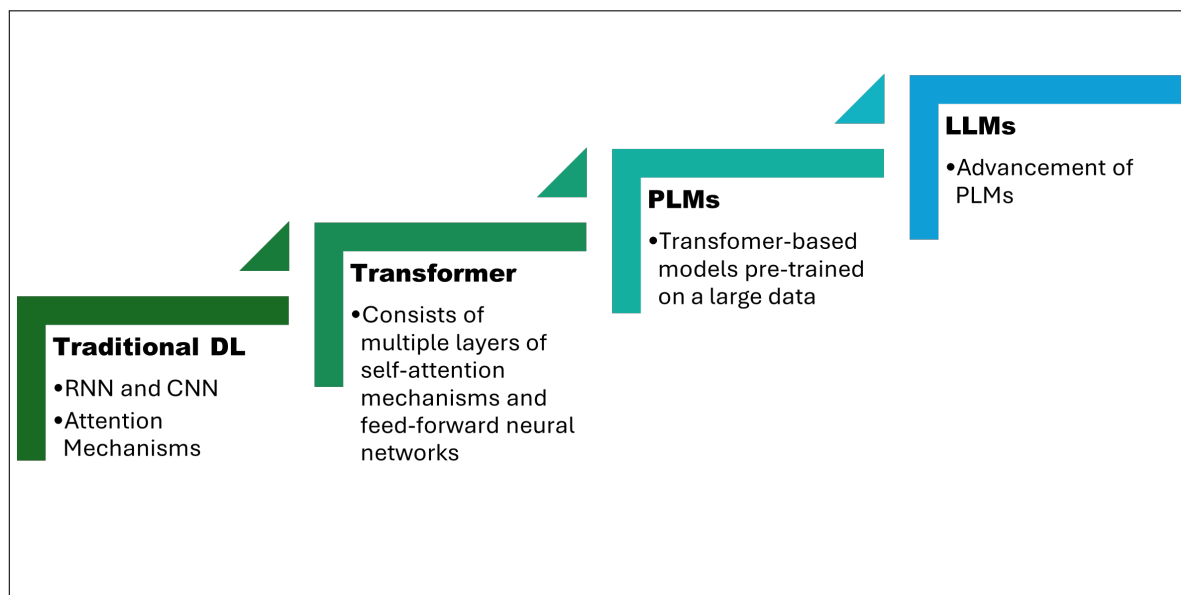 Traditional DL
•RNN and CNN
•Attention
Mechanisms
Transformer
•Consists of
multiple layers of
self-attention
mechanisms and
feed-forward neural
networks
PLMs
•Transfomer-based
models pre-trained
on a large data
LLMs
•Advancement of
PLMs